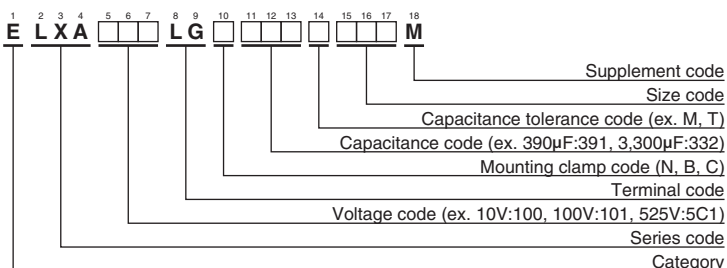 1 2 3 4 5 6 7 8 9 10 11 12 13 14 15 16 17 18
E L X A L G M
Supplement code
Size code
Capacitance tolerance code (ex. M, T)
Capacitance code (ex. 390µF:391, 3,300µF:332)
Mounting clamp code (N, B, C)
Terminal code
Voltage code (ex. 10V:100, 100V:101, 525V:5C1)
Series code
Category